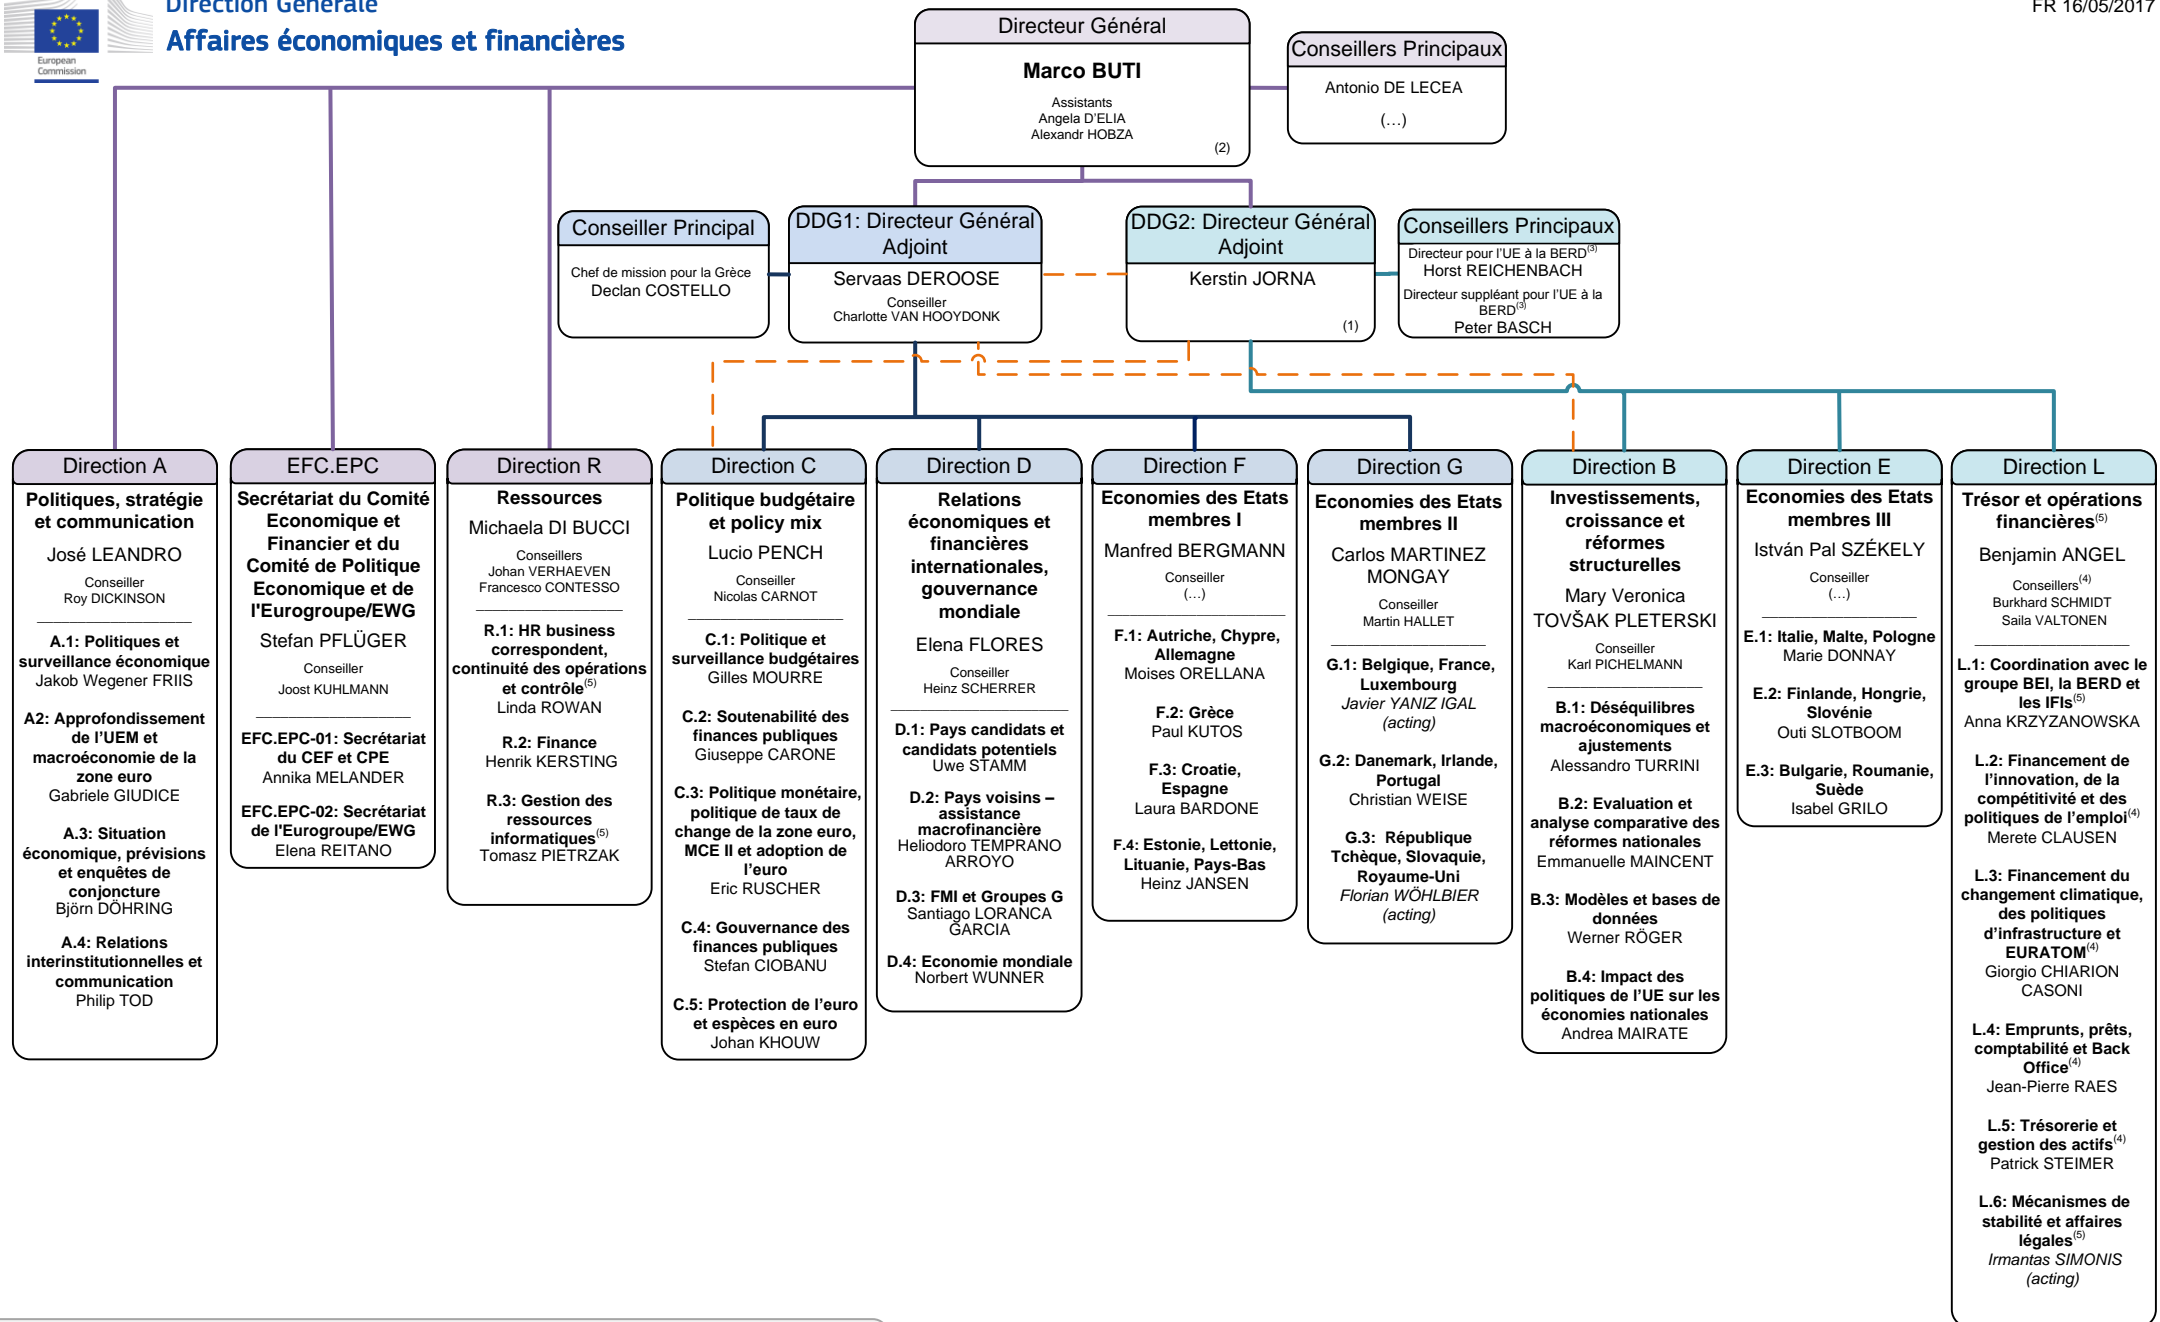 Direction Générale
Affaires économiques et financières
European
Commission
FR 16/05/2017
Directeur Général
Marco BUTI
Assistants
Angela D'ELIA
Alexandr HOBZA
(2)
Conseillers Principaux
Antonio DE LECEA
(…)
Conseiller Principal
Chef de mission pour la Grèce
Declan COSTELLO
DDG1: Directeur Général
Adjoint
Servaas DEROOSE
Conseiller
Charlotte VAN HOOYDONK
DDG2: Directeur Général
Adjoint
Kerstin JORNA
(1)
Conseillers Principaux
Directeur pour l'UE à la BERD(3)
Horst REICHENBACH
Directeur suppléant pour l'UE à la
BERD(3)
Peter BASCH
Direction A
Politiques, stratégie
et communication
José LEANDRO
Conseiller
Roy DICKINSON
A.1: Politiques et
surveillance économique
Jakob Wegener FRIIS
A2: Approfondissement
de l'UEM et
macroéconomie de la
zone euro
Gabriele GIUDICE
A.3: Situation
économique, prévisions
et enquêtes de
conjoncture
Björn DÖHRING
A.4: Relations
interinstitutionnelles et
communication
Philip TOD
EFC.EPC
Secrétariat du Comité
Economique et
Financier et du
Comité de Politique
Economique et de
l'Eurogroupe/EWG
Stefan PFLÜGER
Conseiller
Joost KUHLMANN
EFC.EPC-01: Secrétariat
du CEF et CPE
Annika MELANDER
EFC.EPC-02: Secrétariat
de l'Eurogroupe/EWG
Elena REITANO
Direction R
Ressources
Michaela DI BUCCI
Conseillers
Johan VERHAEVEN
Francesco CONTESSO
R.1: HR business
correspondent,
continuité des opérations
et contrôle(5)
Linda ROWAN
R.2: Finance
Henrik KERSTING
R.3: Gestion des
ressources
informatiques(5)
Tomasz PIETRZAK
Direction C
Politique budgétaire
et policy mix
Lucio PENCH
Conseiller
Nicolas CARNOT
C.1: Politique et
surveillance budgétaires
Gilles MOURRE
C.2: Soutenabilité des
finances publiques
Giuseppe CARONE
C.3: Politique monétaire,
politique de taux de
change de la zone euro,
MCE II et adoption de
l'euro
Eric RUSCHER
C.4: Gouvernance des
finances publiques
Stefan CIOBANU
C.5: Protection de l'euro
et espèces en euro
Johan KHOUW
Direction D
Relations
économiques et
financières
internationales,
gouvernance
mondiale
Elena FLORES
Conseiller
Heinz SCHERRER
D.1: Pays candidats et
candidats potentiels
Uwe STAMM
D.2: Pays voisins –
assistance
macrofinancière
Heliodoro TEMPRANO
ARROYO
D.3: FMI et Groupes G
Santiago LORANCA
GARCIA
D.4: Economie mondiale
Norbert WUNNER
Direction F
Economies des Etats
membres I
Manfred BERGMANN
Conseiller
(…)
F.1: Autriche, Chypre,
Allemagne
Moises ORELLANA
F.2: Grèce
Paul KUTOS
F.3: Croatie,
Espagne
Laura BARDONE
F.4: Estonie, Lettonie,
Lituanie, Pays-Bas
Heinz JANSEN
Direction G
Economies des Etats
membres II
Carlos MARTINEZ
MONGAY
Conseiller
Martin HALLET
G.1: Belgique, France,
Luxembourg
Javier YANIZ IGAL
(acting)
G.2: Danemark, Irlande,
Portugal
Christian WEISE
G.3: République
Tchèque, Slovaquie,
Royaume-Uni
Florian WÖHLBIER
(acting)
Direction B
Investissements,
croissance et
réformes
structurelles
Mary Veronica
TOVŠAK PLETERSKI
Conseiller
Karl PICHELMANN
B.1: Déséquilibres
macroéconomiques et
ajustements
Alessandro TURRINI
B.2: Evaluation et
analyse comparative des
réformes nationales
Emmanuelle MAINCENT
B.3: Modèles et bases de
données
Werner RÖGER
B.4: Impact des
politiques de l'UE sur les
économies nationales
Andrea MAIRATE
Direction E
Economies des Etats
membres III
István Pal SZÉKELY
Conseiller
(…)
E.1: Italie, Malte, Pologne
Marie DONNAY
E.2: Finlande, Hongrie,
Slovénie
Outi SLOTBOOM
E.3: Bulgarie, Roumanie,
Suède
Isabel GRILO
Direction L
Trésor et opérations
financières(5)
Benjamin ANGEL
Conseillers(4)
Burkhard SCHMIDT
Saila VALTONEN
L.1: Coordination avec le
groupe BEI, la BERD et
les IFIs(5)
Anna KRZYZANOWSKA
L.2: Financement de
l'innovation, de la
compétitivité et des
politiques de l'emploi(4)
Merete CLAUSEN
L.3: Financement du
changement climatique,
des politiques
d'infrastructure et
EURATOM(4)
Giorgio CHIARION
CASONI
L.4: Emprunts, prêts,
comptabilité et Back
Office(4)
Jean-Pierre RAES
L.5: Trésorerie et
gestion des actifs(4)
Patrick STEIMER
L.6: Mécanismes de
stabilité et affaires
légales(5)
Irmantas SIMONIS
(acting)